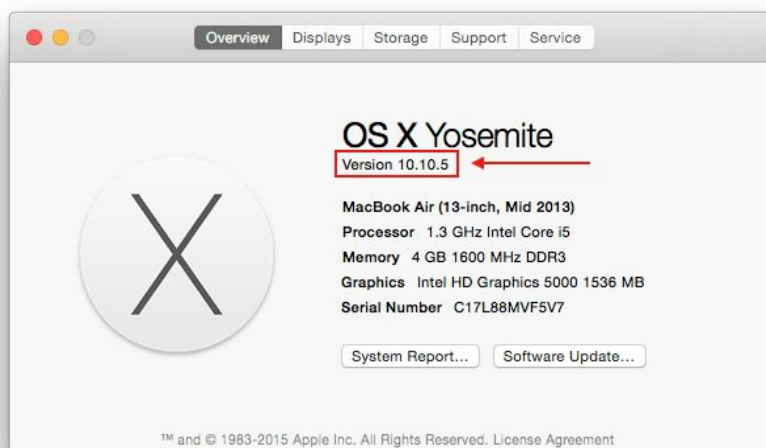 Overview Displays Storage Support Service
OS X Yosemite
Version 10.10.5
MacBook Air (13-inch, Mid 2013)
Processor 1.3 GHz Intel Core i5
Memory 4 GB 1600 MHz DDR3
Graphics Intel HD Graphics 5000 1536 MB
Serial Number C17L88MVF5V7
System Report... Software Update...
™ and © 1983-2015 Apple Inc. All Rights Reserved. License Agreement